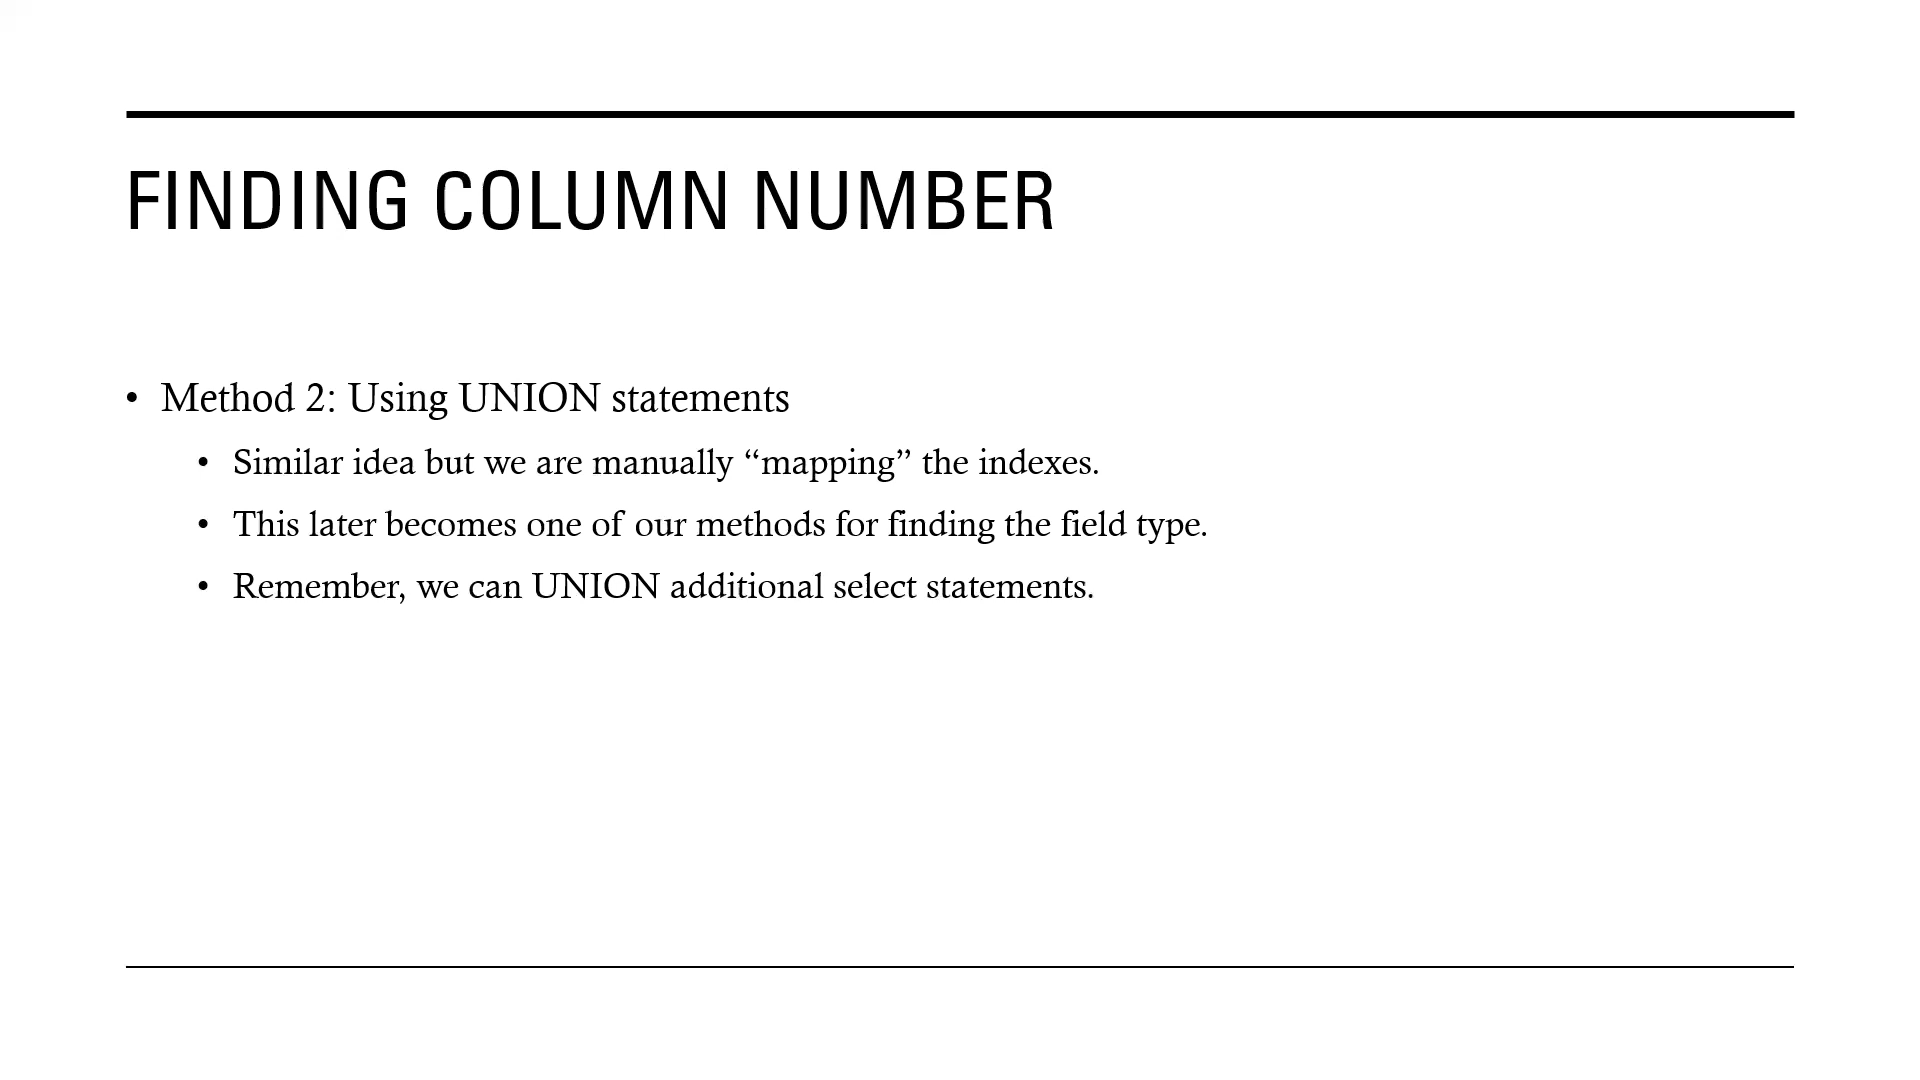 FINDING COLUMN NUMBER
• Method 2: Using UNION statements
• Similar idea but we are manually “mapping” the indexes.
• This later becomes one of our methods for finding the field type.
• Remember, we can UNION additional select statements.